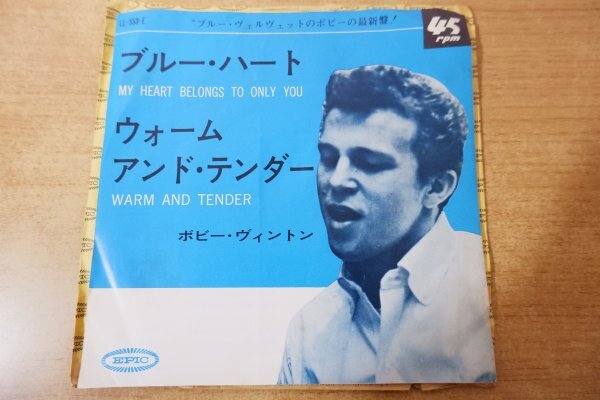 LL-553-E
"ブルー・ヴェルヴェットのボビーの最新盤!
45
rpm
ブルー・ハート
MY HEART BELONGS TO ONLY YOU
ウォーム
アンド・テンダー
WARM AND TENDER
ボビー・ヴィントン
EPIC